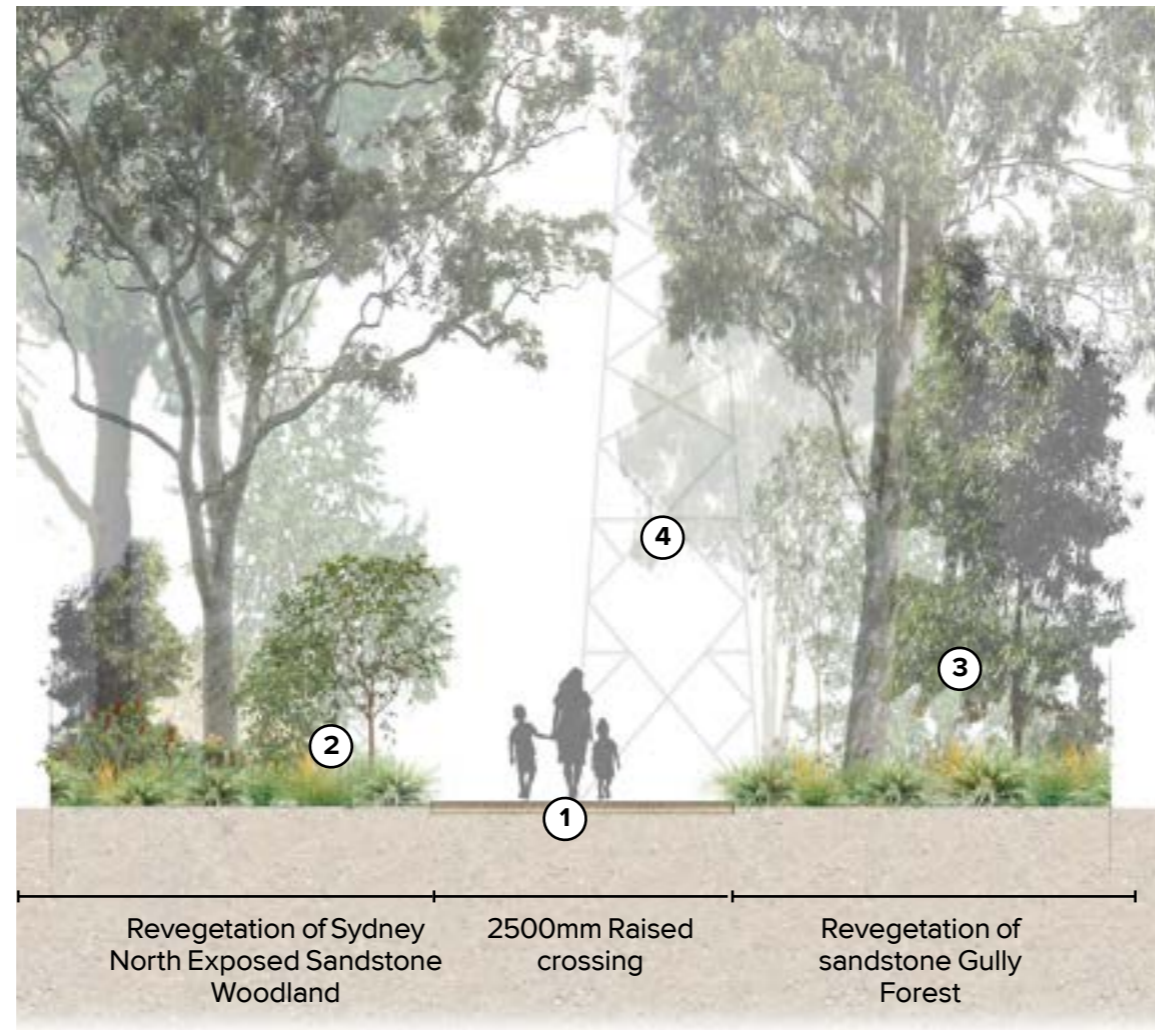 4
3
2
1
Revegetation of Sydney
North Exposed Sandstone
Woodland
2500mm Raised
crossing
Revegetation of
sandstone Gully
Forest